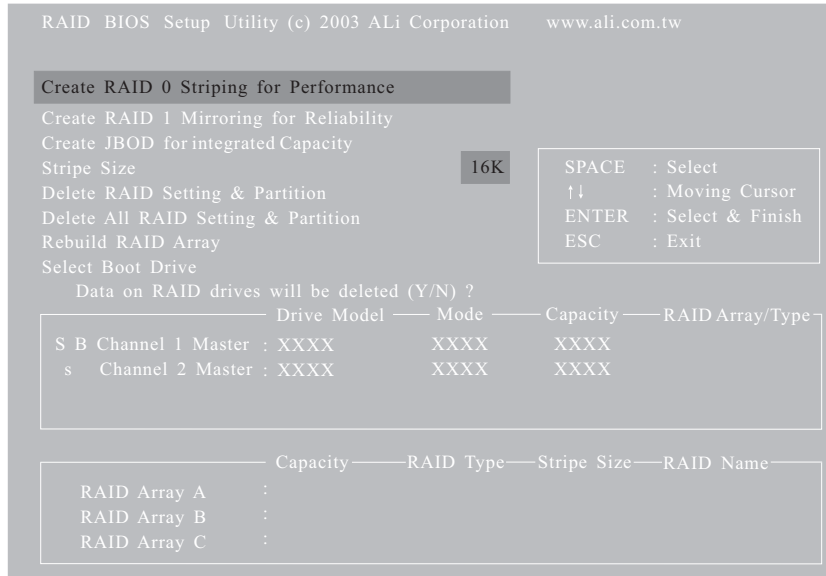 RAID BIOS Setup Utility (c) 2003 ALi Corporation www.ali.com.tw
Create RAID 0 Striping for Performance
Create RAID 1 Mirroring for Reliability
Create JBOD for integrated Capacity
Stripe Size 16K
Delete RAID Setting & Partition
Delete All RAID Setting & Partition
Rebuild RAID Array
Select Boot Drive
SPACE : Select
↑↓ : Moving Cursor
ENTER : Select & Finish
ESC : Exit
Data on RAID drives will be deleted (Y/N) ?
Drive Model Mode Capacity RAID Array/Type
S B Channel 1 Master : XXXX XXXX XXXX
s Channel 2 Master : XXXX XXXX XXXX
Capacity RAID Type Stripe Size RAID Name
RAID Array A :
RAID Array B :
RAID Array C :